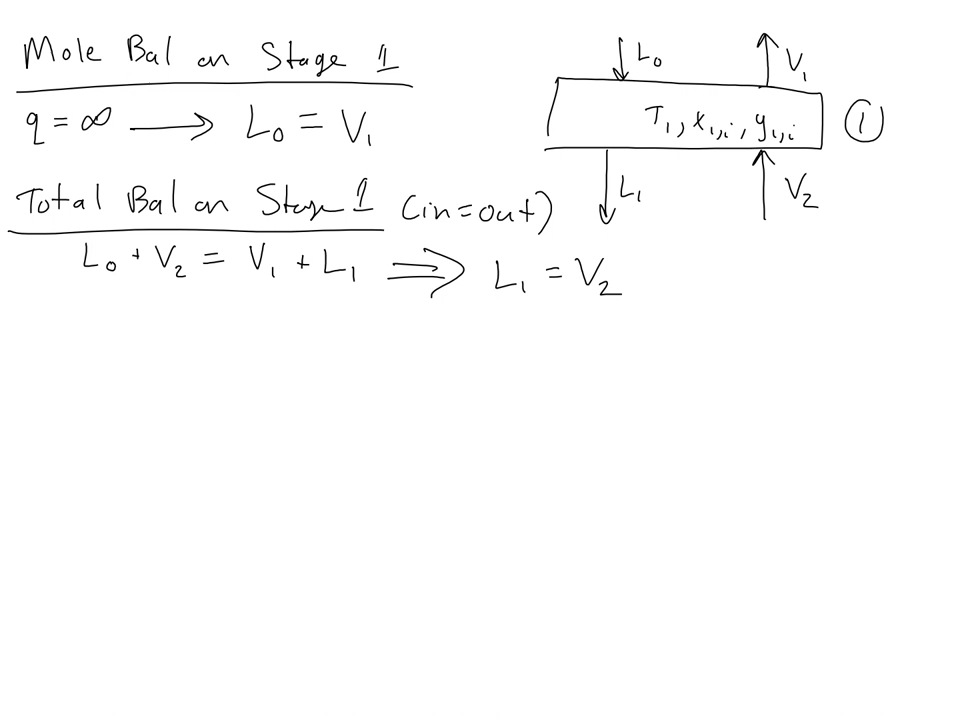 Mole Bal on Stage 1
q = ∞ ⟶ L₀ = V₁
Total Bal on Stage 1 (in=out)
L₀ + V₂ = V₁ + L₁ ⟹ L₁ = V₂
L₀
V₁
T₁, x₁,ᵢ, y₁,ᵢ
①
L₁
V₂